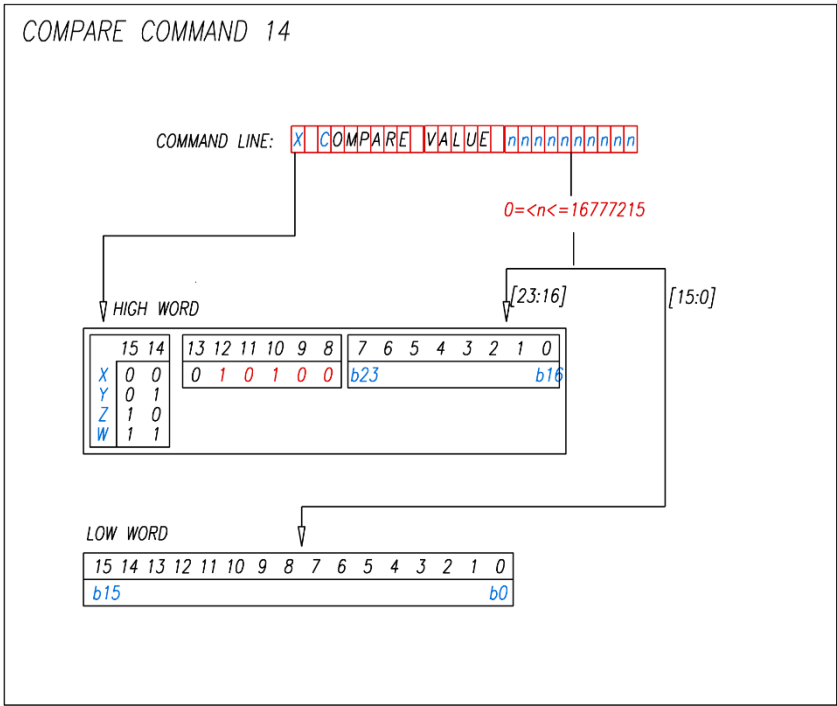 COMPARE COMMAND 14
COMMAND LINE: X COMPARE VALUE nnnnnnnnnn
0=<n<=16777215
[23:16] [15:0]
HIGH WORD
15 14 13 12 11 10 9 8 7 6 5 4 3 2 1 0
X 0 0 0 1 0 1 0 0 b23 b16
Y 0 1
Z 1 0
W 1 1
LOW WORD
15 14 13 12 11 10 9 8 7 6 5 4 3 2 1 0
b15 b0